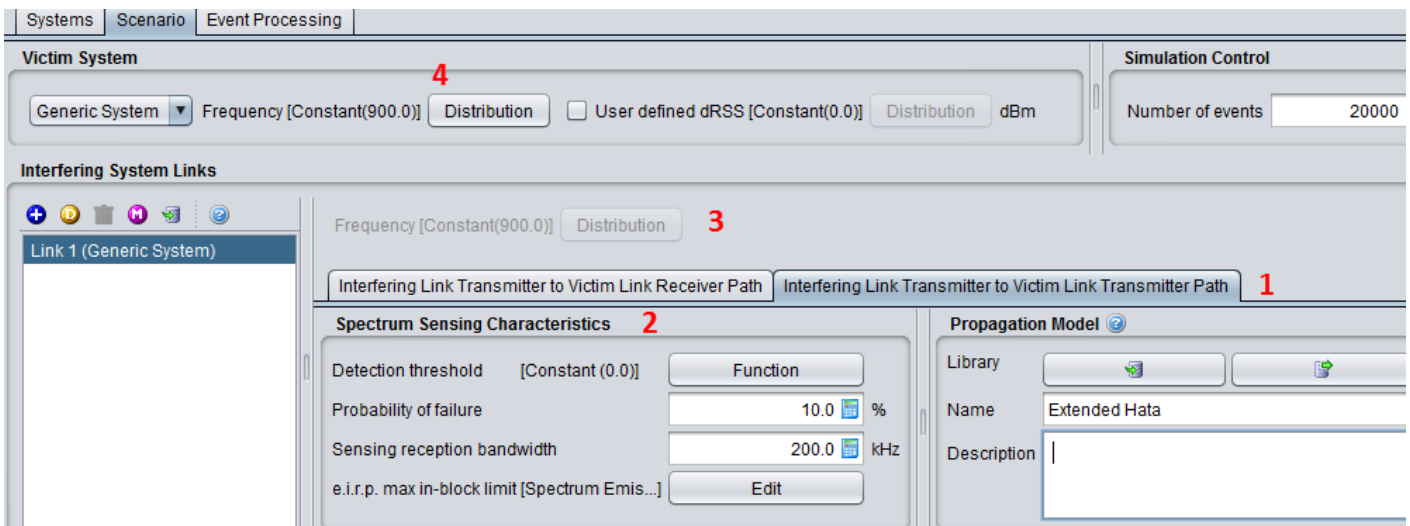 Systems Scenario Event Processing
Victim System
4
Generic System Frequency [Constant(900.0)] Distribution User defined dRSS [Constant(0.0)] Distribution dBm
Simulation Control
Number of events 20000
Interfering System Links
D M ?
Link 1 (Generic System)
Frequency [Constant(900.0)] Distribution 3
Interfering Link Transmitter to Victim Link Receiver Path Interfering Link Transmitter to Victim Link Transmitter Path 1
Spectrum Sensing Characteristics 2
Detection threshold [Constant (0.0)] Function
Probability of failure 10.0 %
Sensing reception bandwidth 200.0 kHz
e.i.r.p. max in-block limit [Spectrum Emis...] Edit
Propagation Model ?
Library
Name Extended Hata
Description